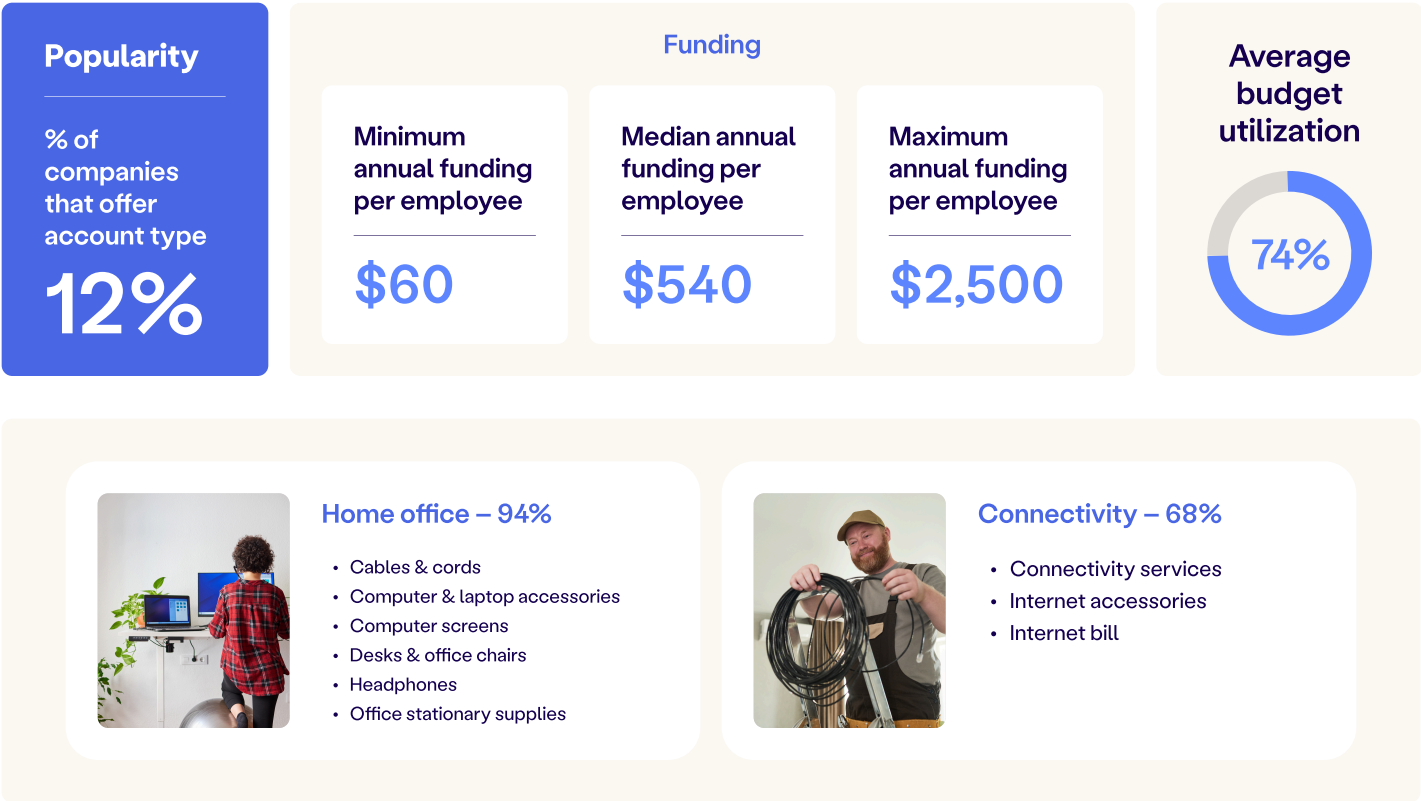 Popularity
% of
companies
that offer
account type
12%
Funding
Minimum
annual funding
per employee
$60
Median annual
funding per
employee
$540
Maximum
annual funding
per employee
$2,500
Average
budget
utilization
74%
Home office – 94%
• Cables & cords
• Computer & laptop accessories
• Computer screens
• Desks & office chairs
• Headphones
• Office stationary supplies
Connectivity – 68%
• Connectivity services
• Internet accessories
• Internet bill